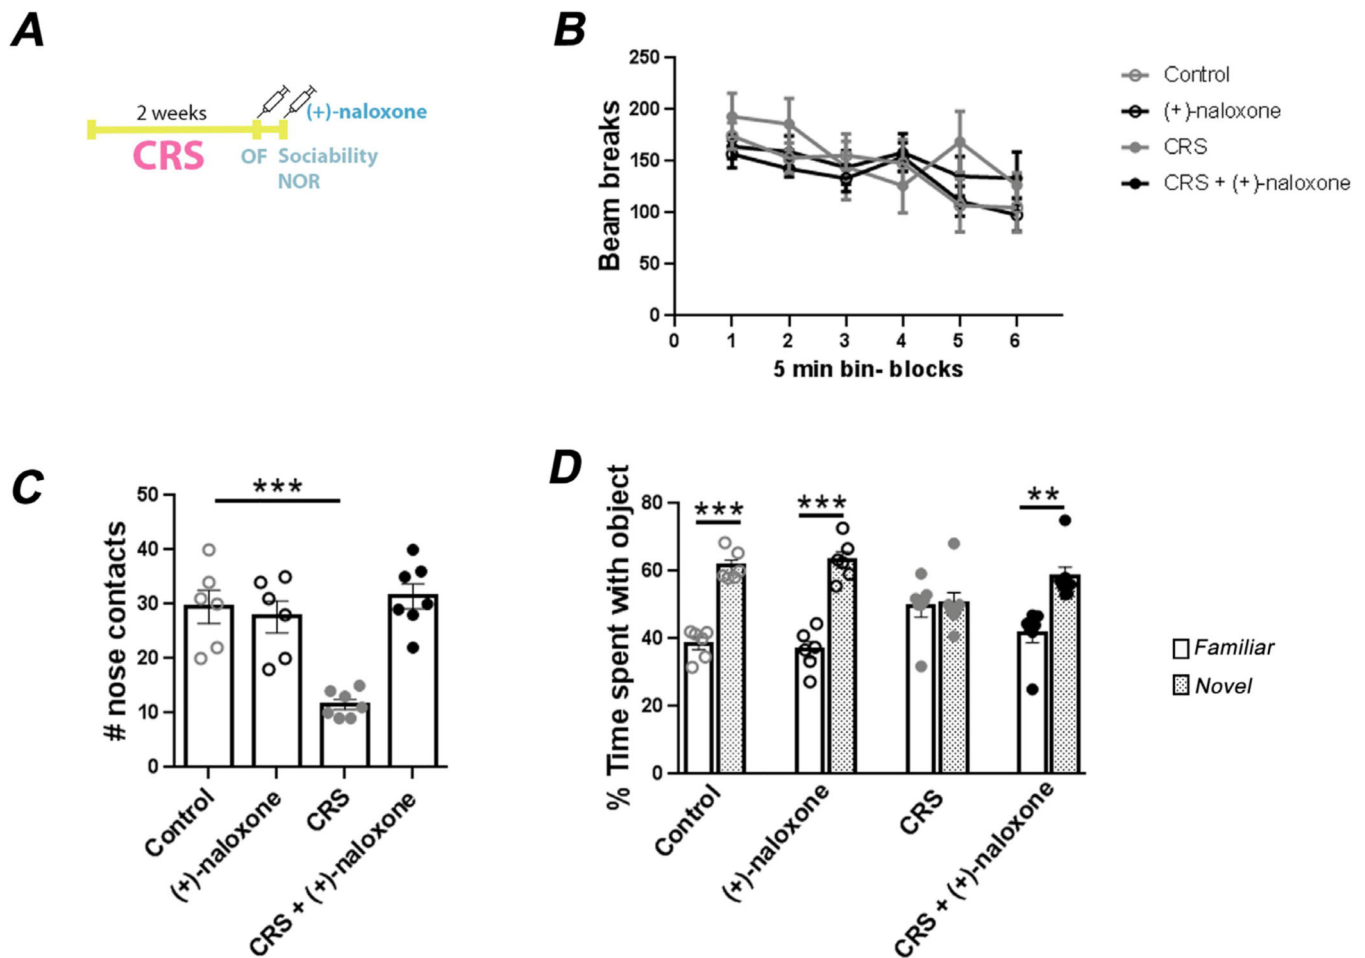 A
2 weeks
(+)-naloxone
CRS
OF
Sociability
NOR
B
Beam breaks
250
200
150
100
50
0
0 1 2 3 4 5 6
5 min bin- blocks
Control
(+)-naloxone
CRS
CRS + (+)-naloxone
C
# nose contacts
50
40
30
20
10
0
***
Control
(+)-naloxone
CRS
CRS + (+)-naloxone
D
% Time spent with object
80
60
40
20
0
***
***
**
Control
(+)-naloxone
CRS
CRS + (+)-naloxone
Familiar
Novel